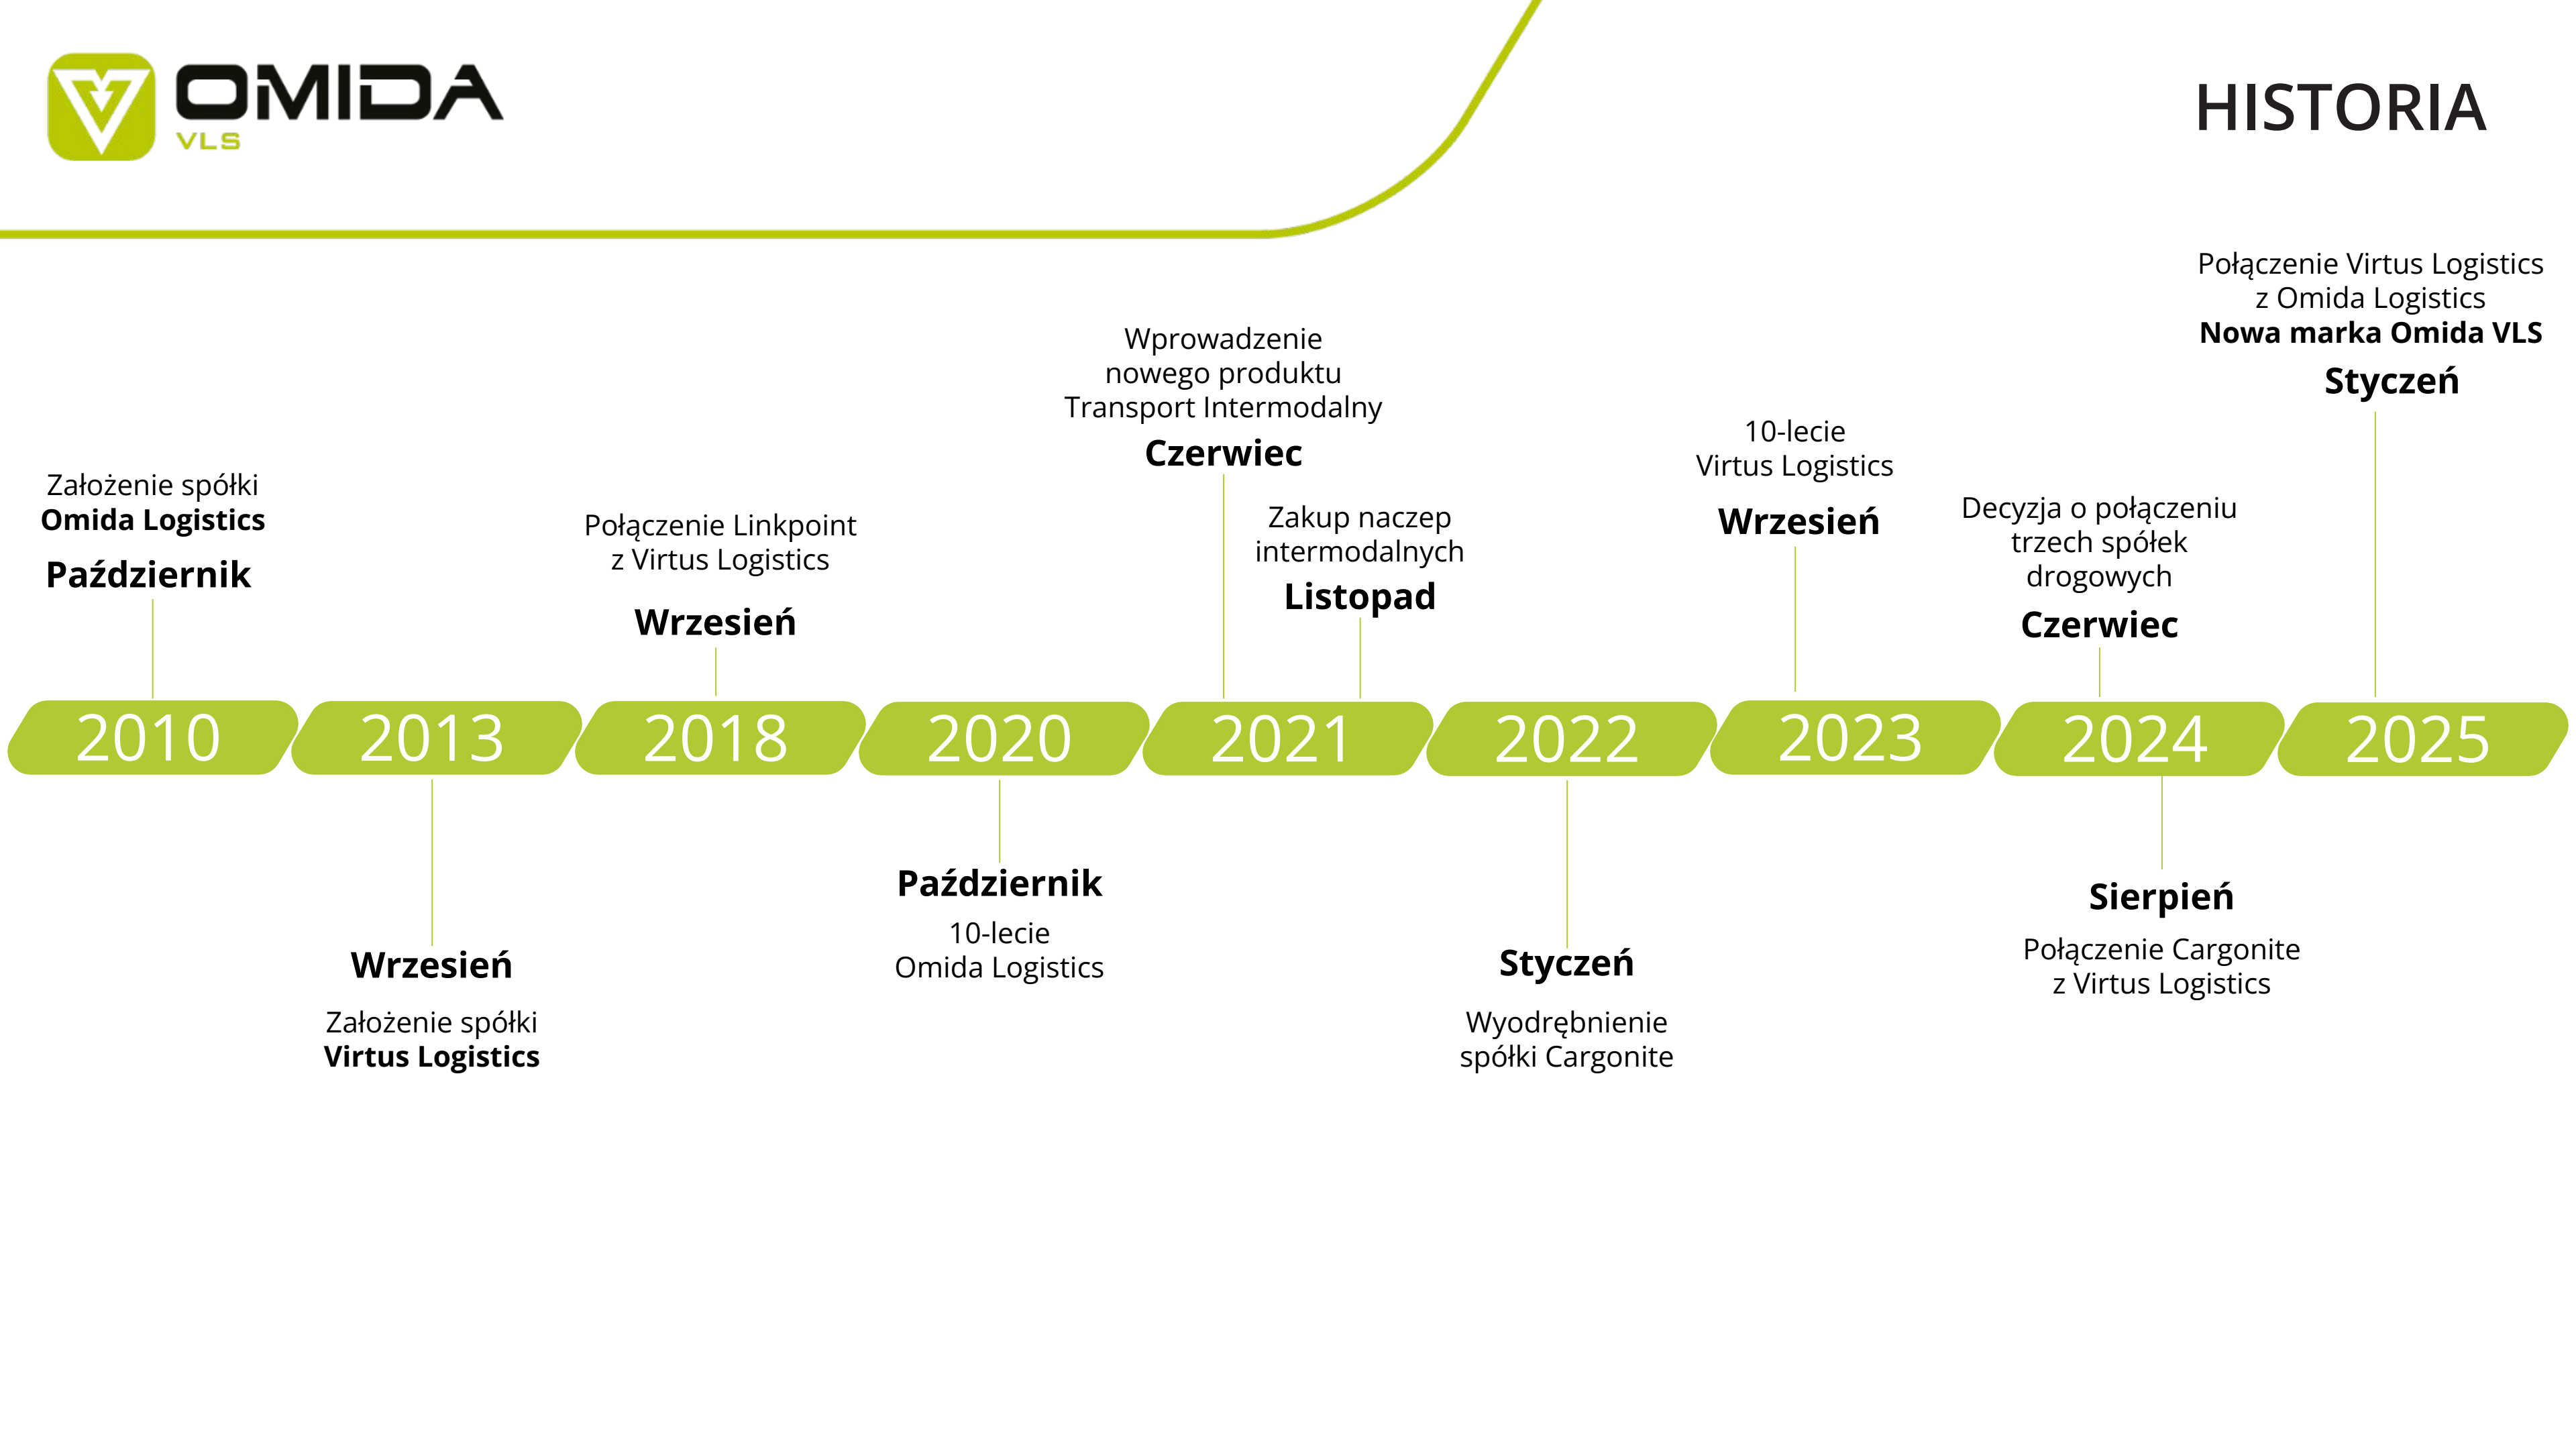 OMIDA
VLS
HISTORIA
Założenie spółki
Omida Logistics
Październik
2010
2013
Wrzesień
Założenie spółki
Virtus Logistics
Połączenie Linkpoint
z Virtus Logistics
Wrzesień
2018
2020
Październik
10-lecie
Omida Logistics
Wprowadzenie
nowego produktu
Transport Intermodalny
Czerwiec
Zakup naczep
intermodalnych
Listopad
2021
2022
Styczeń
Wyodrębnienie
spółki Cargonite
10-lecie
Virtus Logistics
Wrzesień
2023
Decyzja o połączeniu
trzech spółek
drogowych
Czerwiec
2024
Sierpień
Połączenie Cargonite
z Virtus Logistics
Połączenie Virtus Logistics
z Omida Logistics
Nowa marka Omida VLS
Styczeń
2025